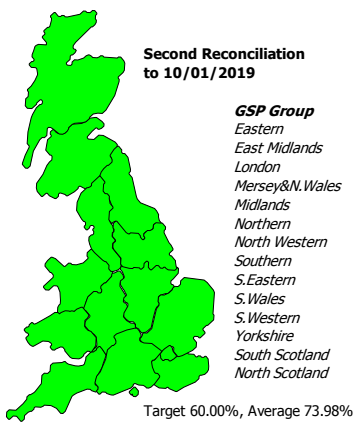 Second Reconciliation
to 10/01/2019
GSP Group
Eastern
East Midlands
London
Mersey&N.Wales
Midlands
Northern
North Western
Southern
S.Eastern
S.Wales
S.Western
Yorkshire
South Scotland
North Scotland
Target 60.00%, Average 73.98%